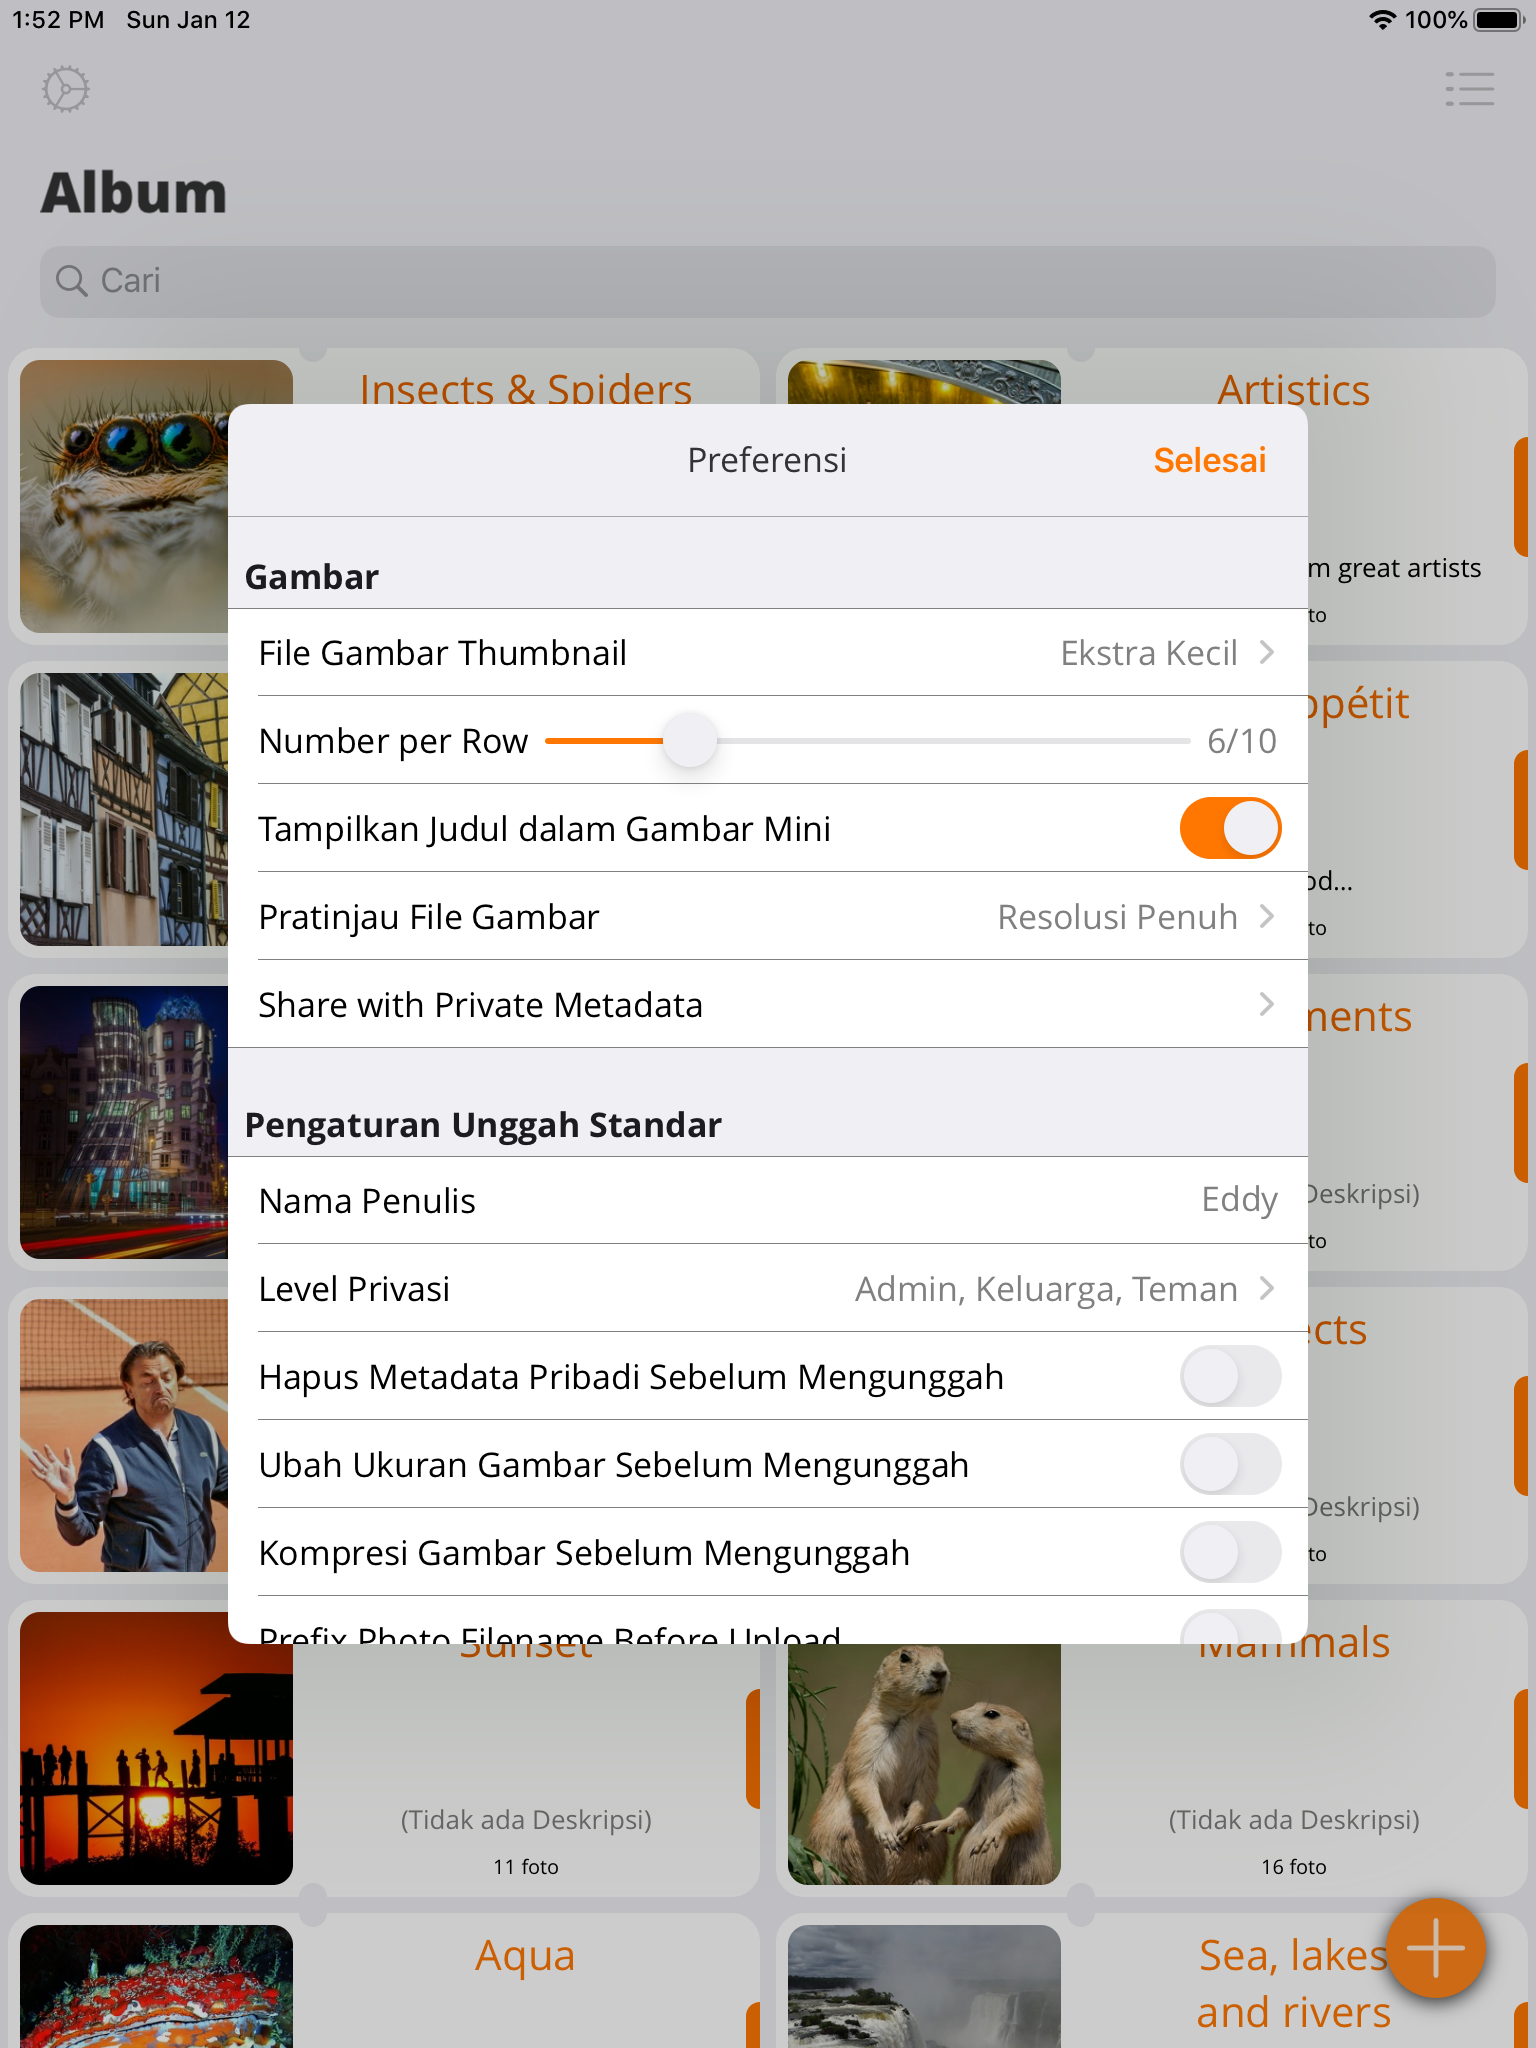 1:52 PM Sun Jan 12
100%
Album
Cari
Insects & Spiders
Artistics
m great artists
to
Preferensi
Selesai
Gambar
File Gambar Thumbnail Ekstra Kecil
Number per Row 6/10
Tampilkan Judul dalam Gambar Mini
Pratinjau File Gambar Resolusi Penuh
Share with Private Metadata
Pengaturan Unggah Standar
Nama Penulis Eddy
Level Privasi Admin, Keluarga, Teman
Hapus Metadata Pribadi Sebelum Mengunggah
Ubah Ukuran Gambar Sebelum Mengunggah
Kompresi Gambar Sebelum Mengunggah
Prefix Photo Filename Before Upload
ppétit
od...
to
ments
Deskripsi)
to
ects
Deskripsi)
to
Sunset
(Tidak ada Deskripsi)
11 foto
Mammals
(Tidak ada Deskripsi)
16 foto
Aqua
Sea, lakes
and rivers